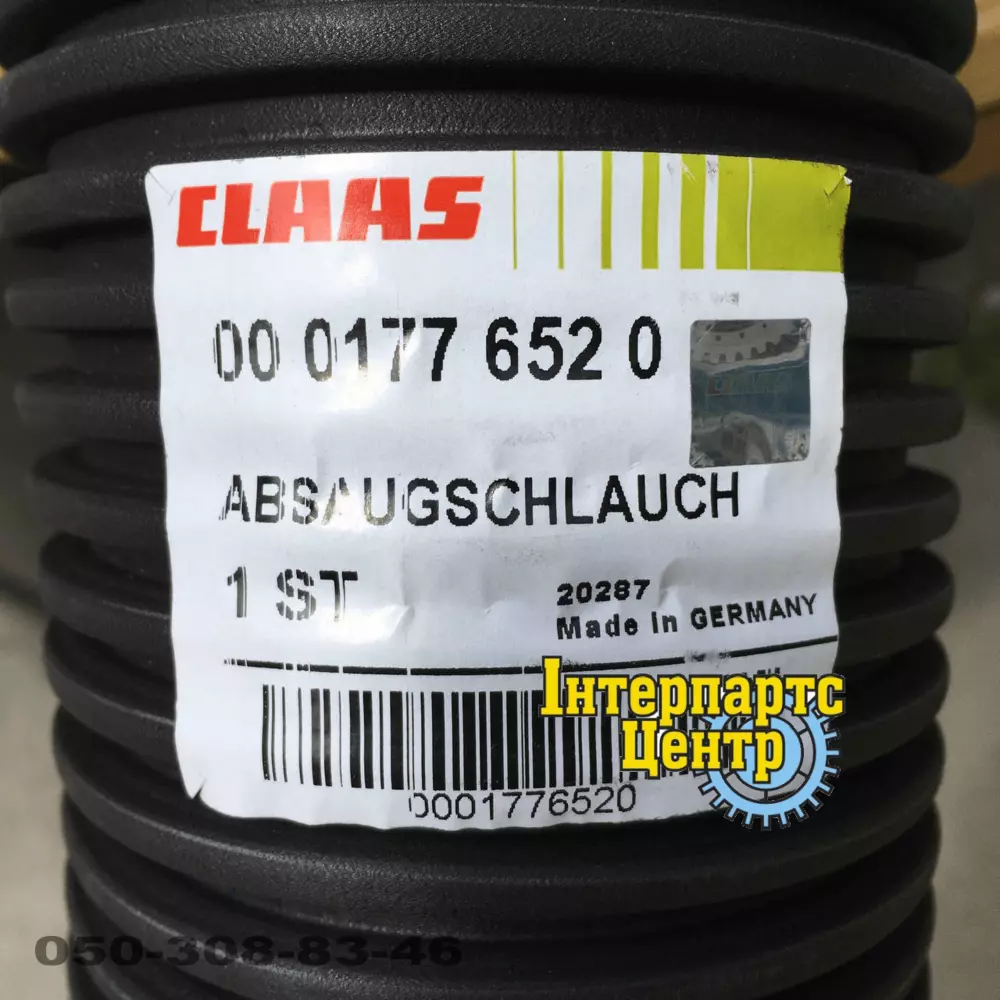 CLAAS
00 0177 652 0
ABSAUGSCHLAUCH
1 ST
20287
Made in GERMANY
Інтерпартс
Центр
0001776520
050-308-83-46